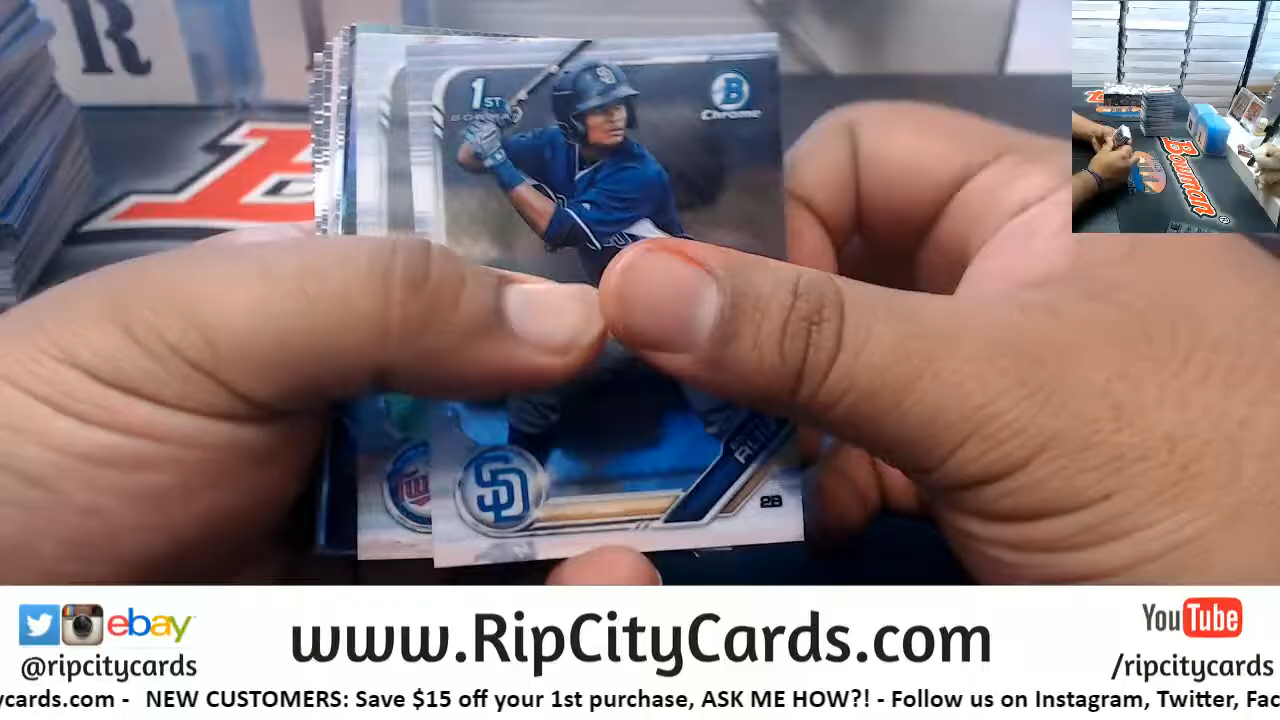 R
1ST
BOWMAN
B
Chrome
SD
2B
Bowman
ebay
@ripcitycards
www.RipCityCards.com
YouTube
/ripcitycards
ycards.com - NEW CUSTOMERS: Save $15 off your 1st purchase, ASK ME HOW?! - Follow us on Instagram, Twitter, Fac